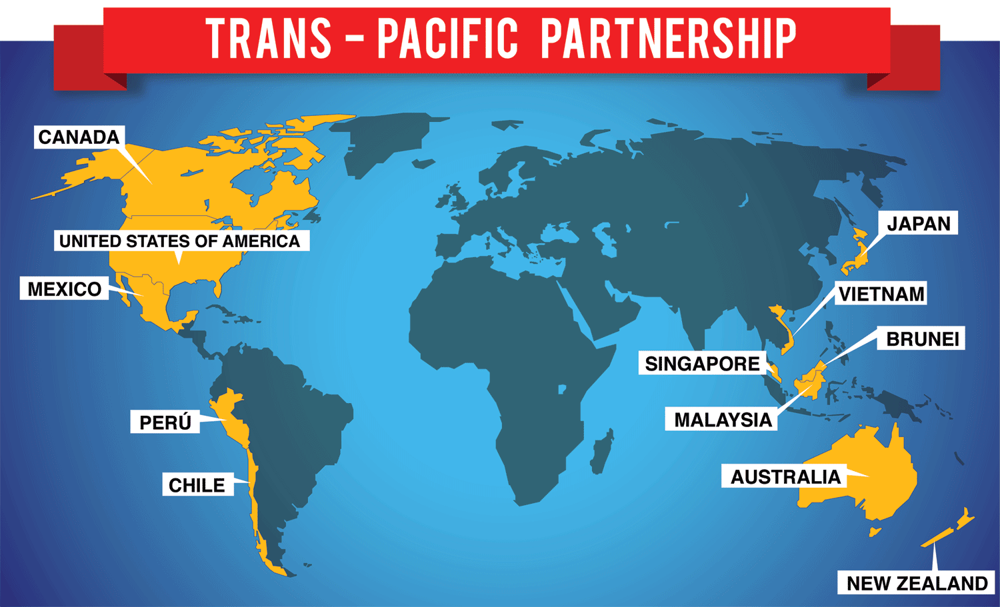 TRANS - PACIFIC PARTNERSHIP
CANADA
UNITED STATES OF AMERICA
MEXICO
PERÚ
CHILE
JAPAN
VIETNAM
BRUNEI
SINGAPORE
MALAYSIA
AUSTRALIA
NEW ZEALAND